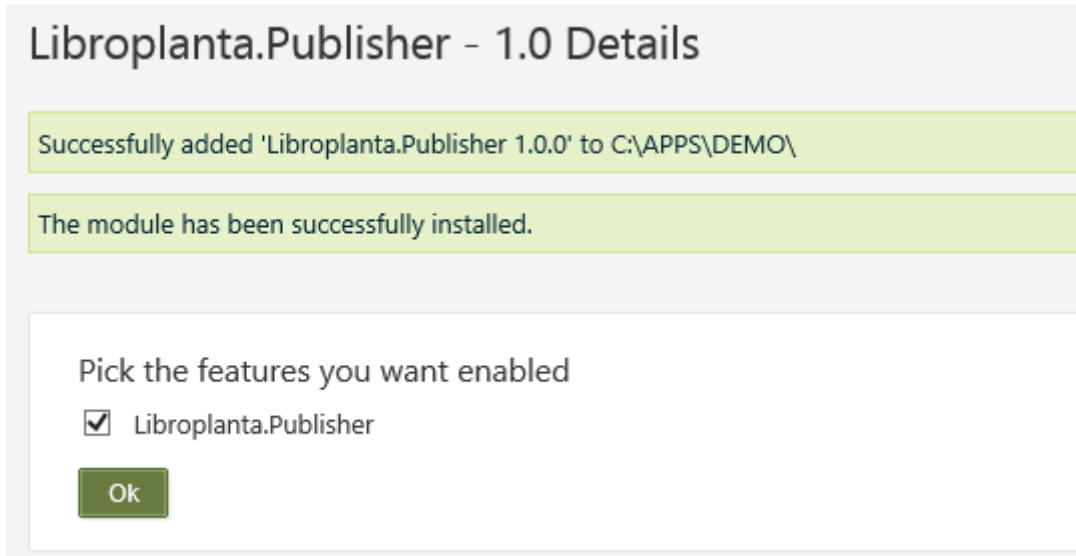 Libroplanta.Publisher - 1.0 Details
Successfully added 'Libroplanta.Publisher 1.0.0' to C:\APPS\DEMO\
The module has been successfully installed.
Pick the features you want enabled
Libroplanta.Publisher
Ok